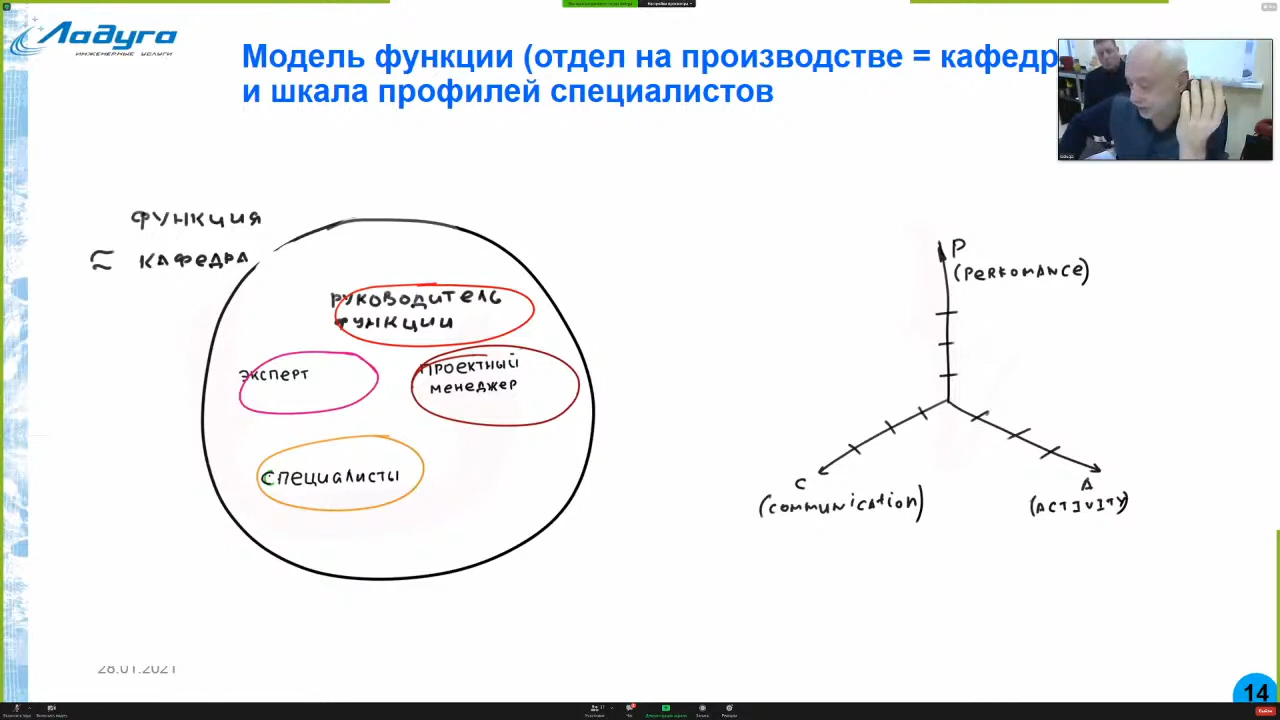 Ладуга
ИНЖЕНЕРНЫЕ УСЛУГИ
Модель функции (отдел на производстве = кафедр
и шкала профилей специалистов
ФУНКЦИЯ
≈ КАФЕДРА
РУКОВОДИТЕЛЬ
ФУНКЦИИ
ЭКСПЕРТ
ПРОЕКТНЫЙ
МЕНЕДЖЕР
СПЕЦИАЛИСТЫ
P
(PERFOMANCE)
C
(COMMUNICATION)
A
(ACTIVITY)
28.01.2021
14